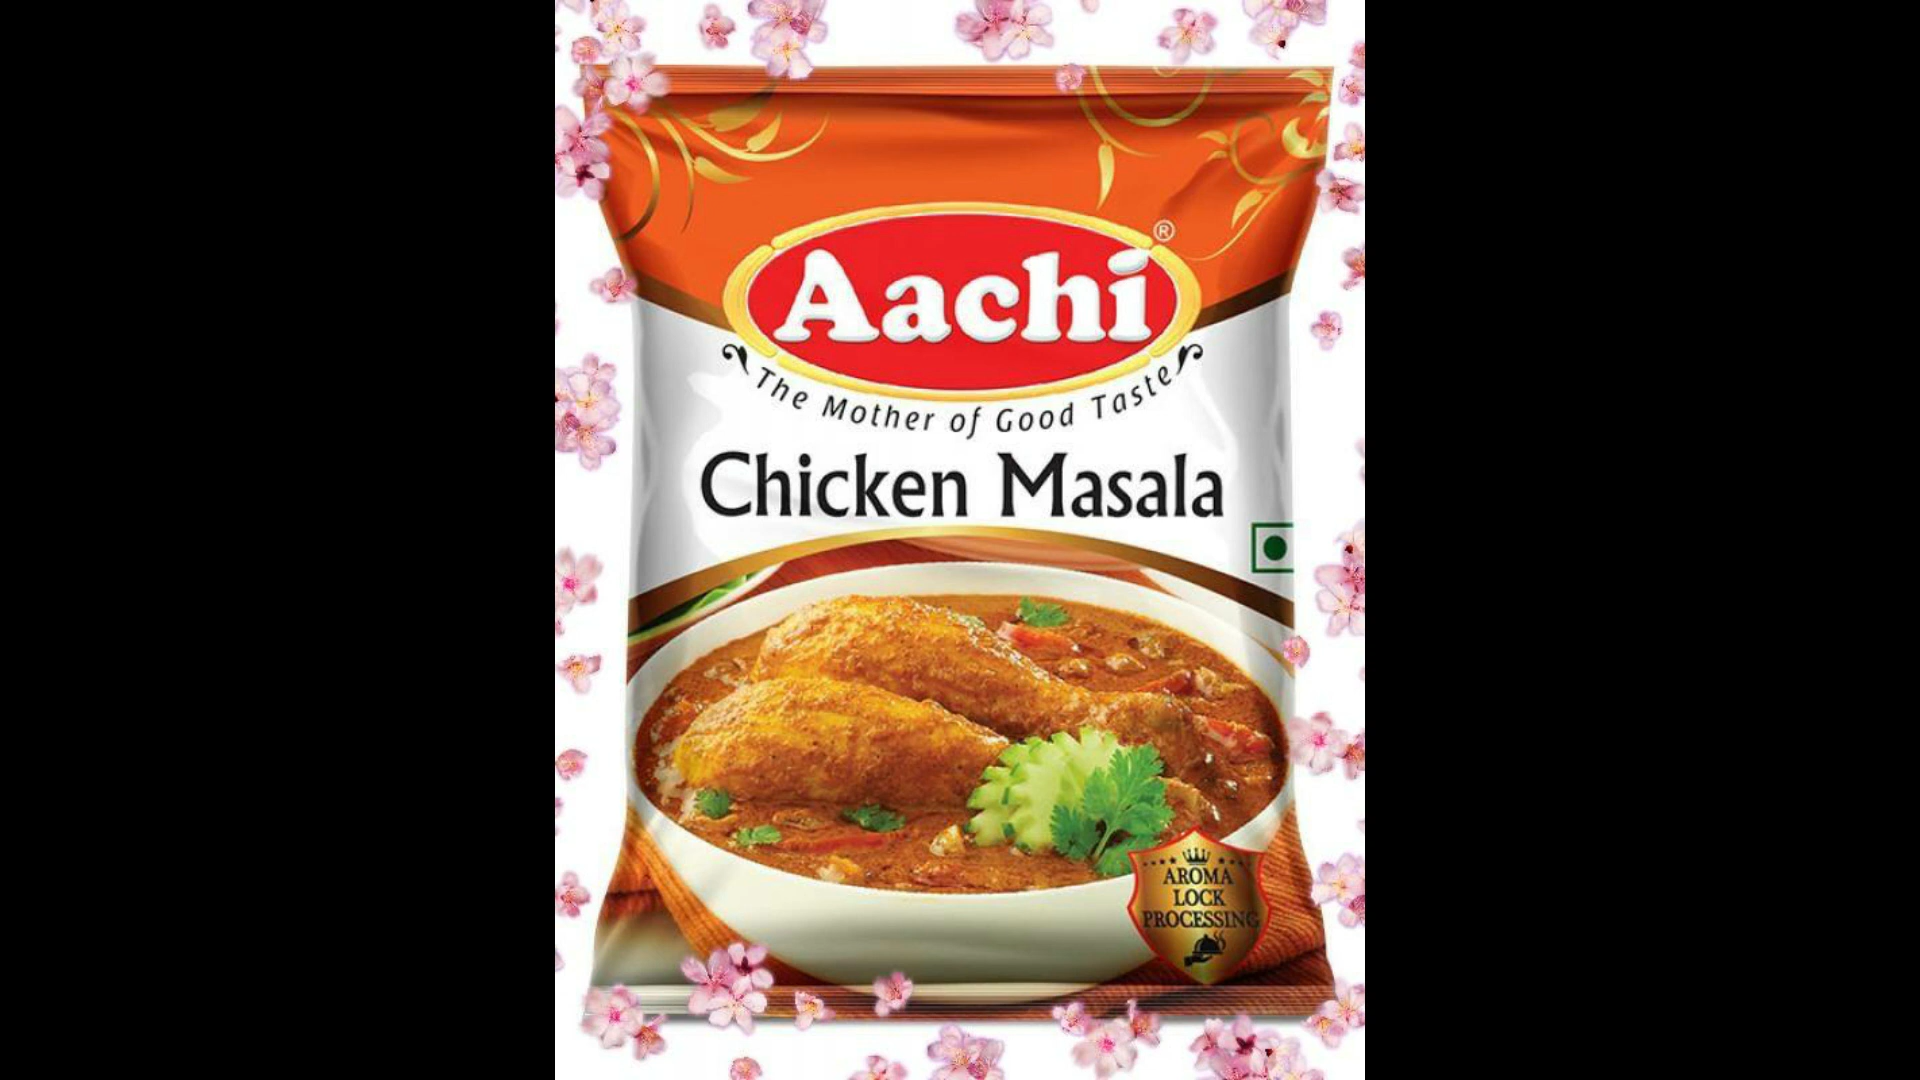 Aachi®
The Mother of Good Taste
Chicken Masala
AROMA
LOCK
PROCESSING